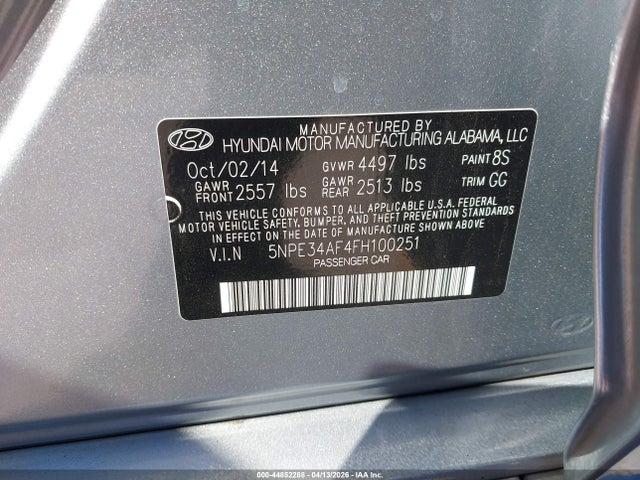 MANUFACTURED BY
HYUNDAI MOTOR MANUFACTURING ALABAMA, LLC
Oct/02/14 GVWR 4497 lbs PAINT 8S
GAWR FRONT 2557 lbs GAWR REAR 2513 lbs TRIM GG
THIS VEHICLE CONFORMS TO ALL APPLICABLE U.S.A. FEDERAL
MOTOR VEHICLE SAFETY, BUMPER, AND THEFT PREVENTION STANDARDS
IN EFFECT ON THE DATE OF MANUFACTURE SHOWN ABOVE.
V.I.N 5NPE34AF4FH100251
PASSENGER CAR
000-44852268 - 04/13/2026 - IAA Inc.